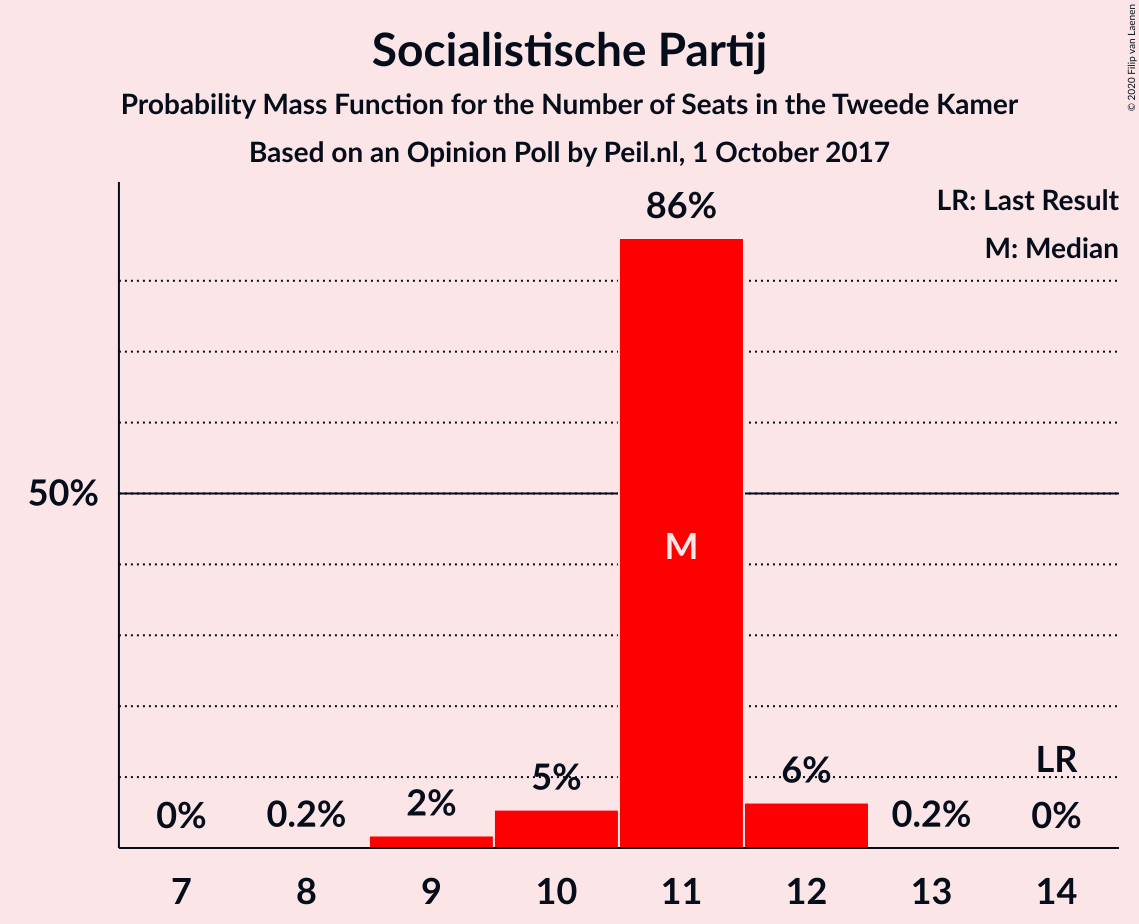 Socialistische Partij
Probability Mass Function for the Number of Seats in the Tweede Kamer
Based on an Opinion Poll by Peil.nl, 1 October 2017
© 2020 Filip van Laenen
LR: Last Result
M: Median
86%
50%
M
LR
0%
0.2%
2%
5%
6%
0.2%
0%
7
8
9
10
11
12
13
14